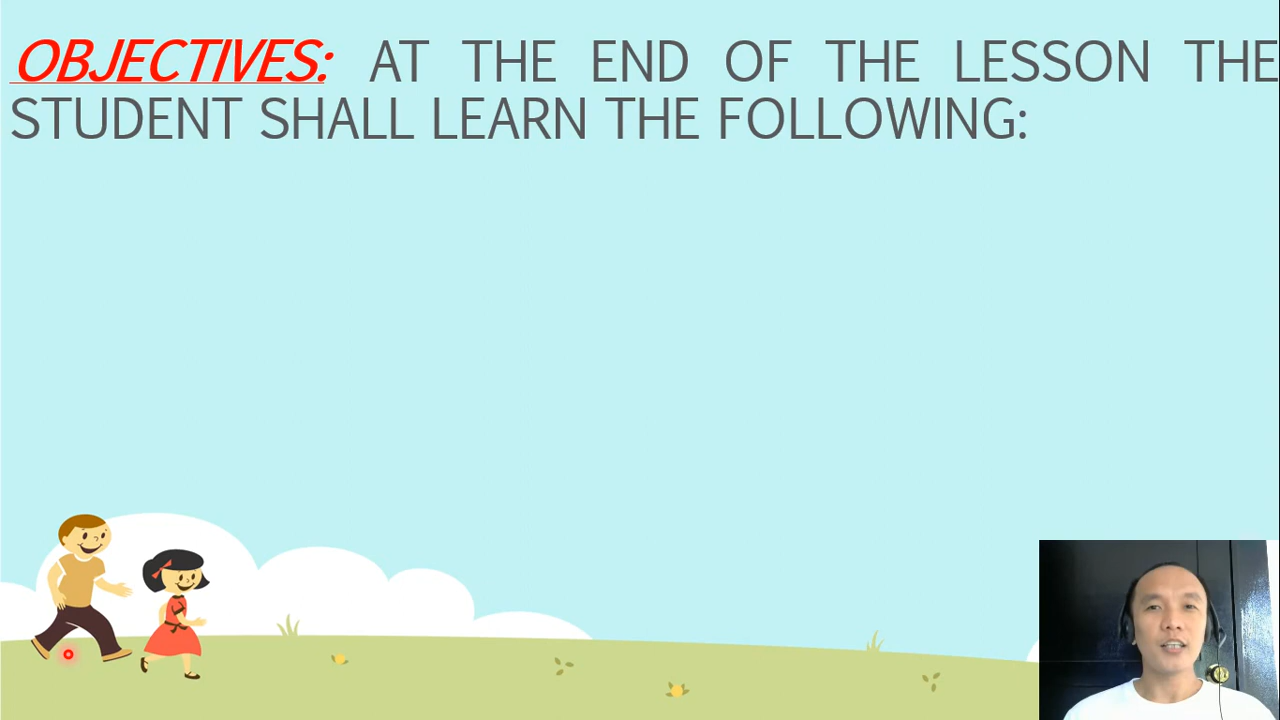 OBJECTIVES: AT THE END OF THE LESSON THE
STUDENT SHALL LEARN THE FOLLOWING: